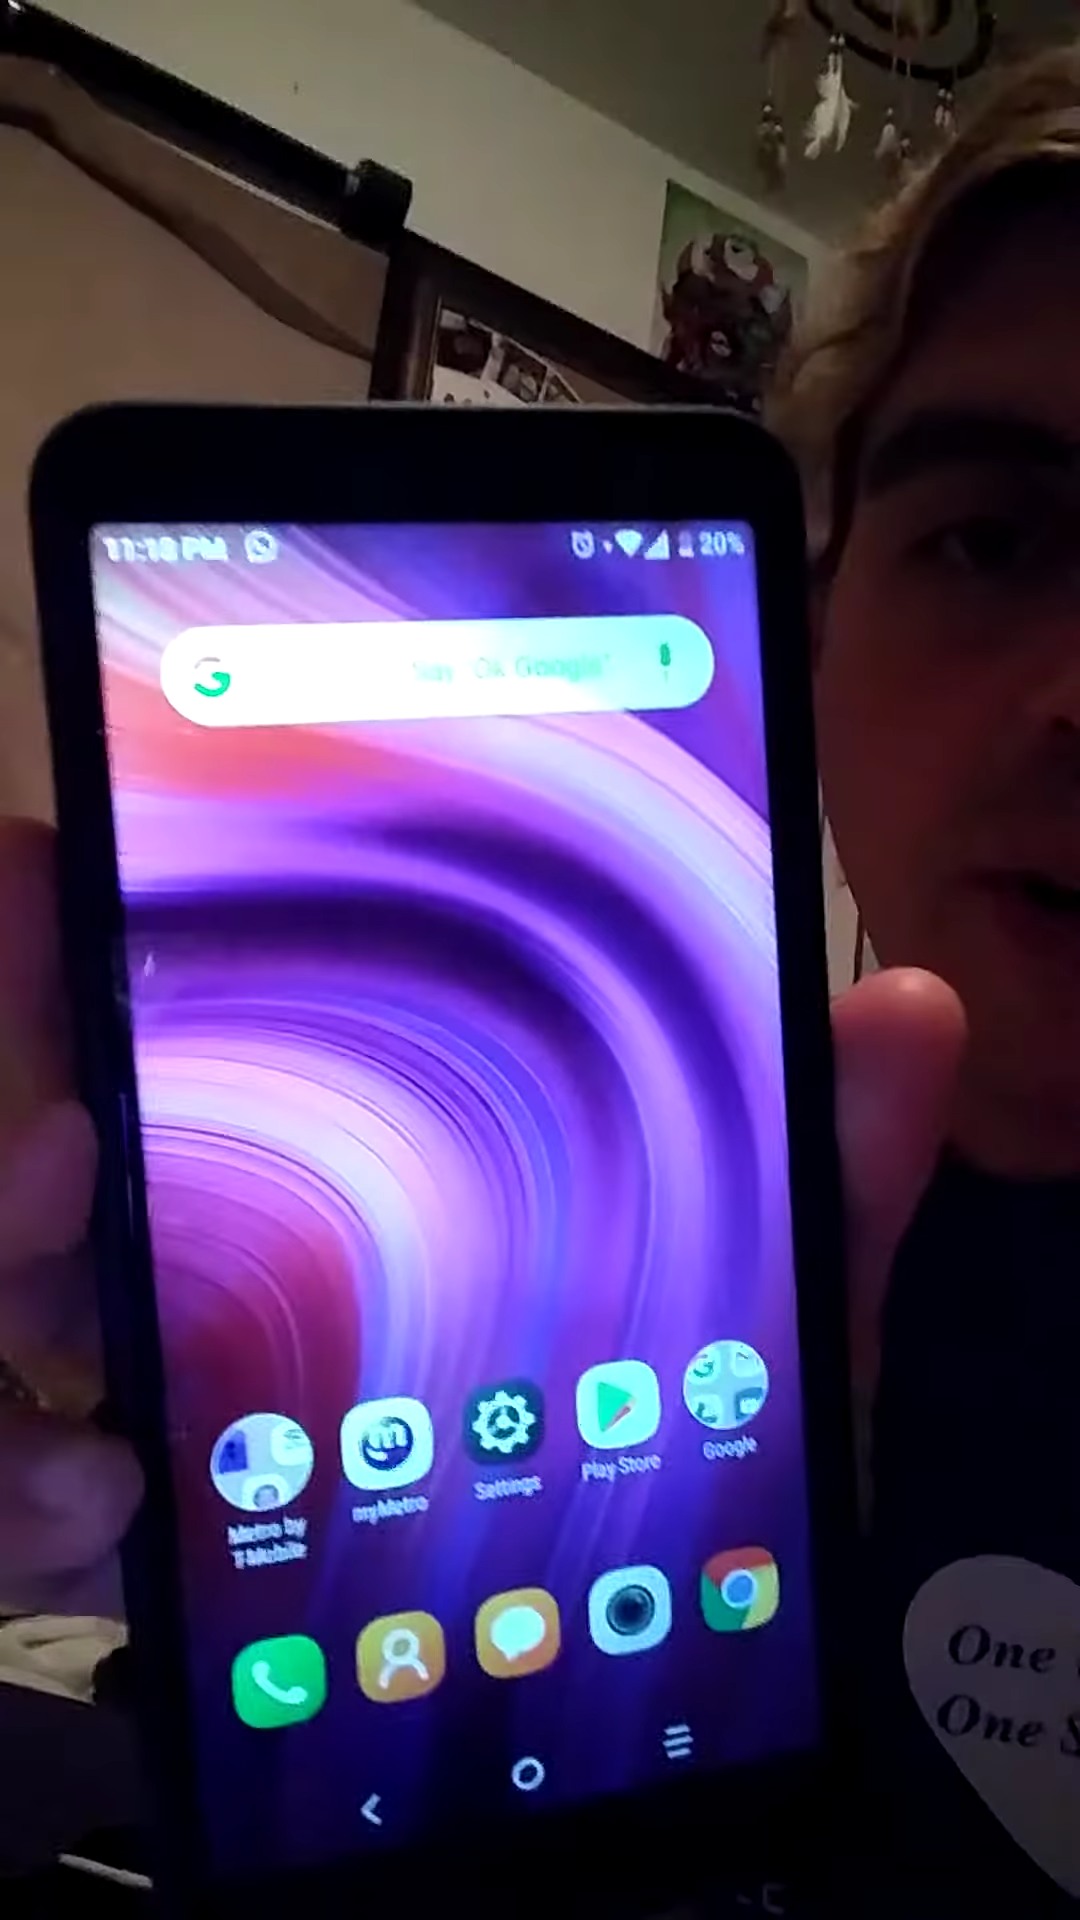 11:18 PM
20%
Say "Ok Google"
Metro by
T-Mobile
myMetro
Settings
Play Store
Google
One
One S